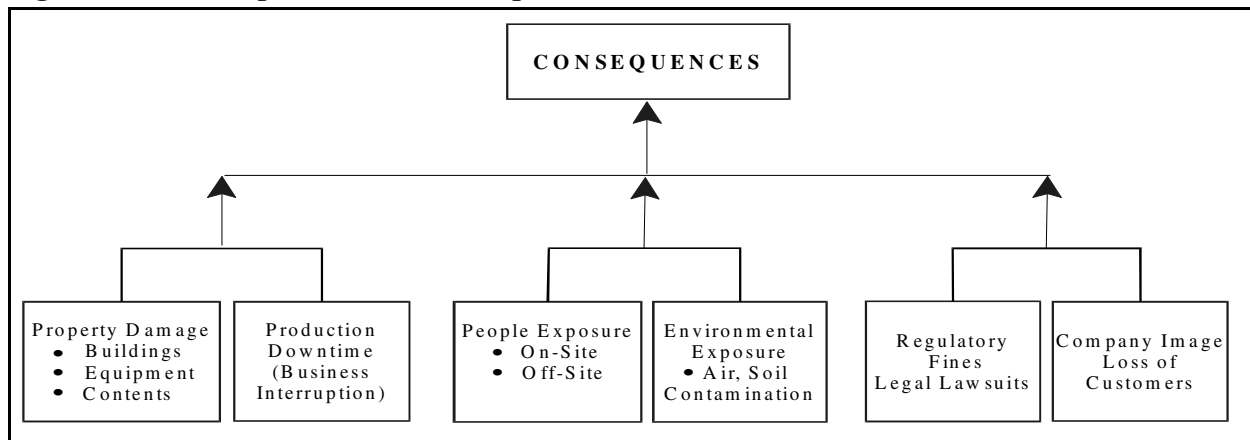 CONSEQUENCES
Property Damage
• Buildings
• Equipment
• Contents
Production
Downtime
(Business
Interruption)
People Exposure
• On-Site
• Off-Site
Environmental
Exposure
• Air, Soil
Contamination
Regulatory
Fines
Legal Lawsuits
Company Image
Loss of
Customers